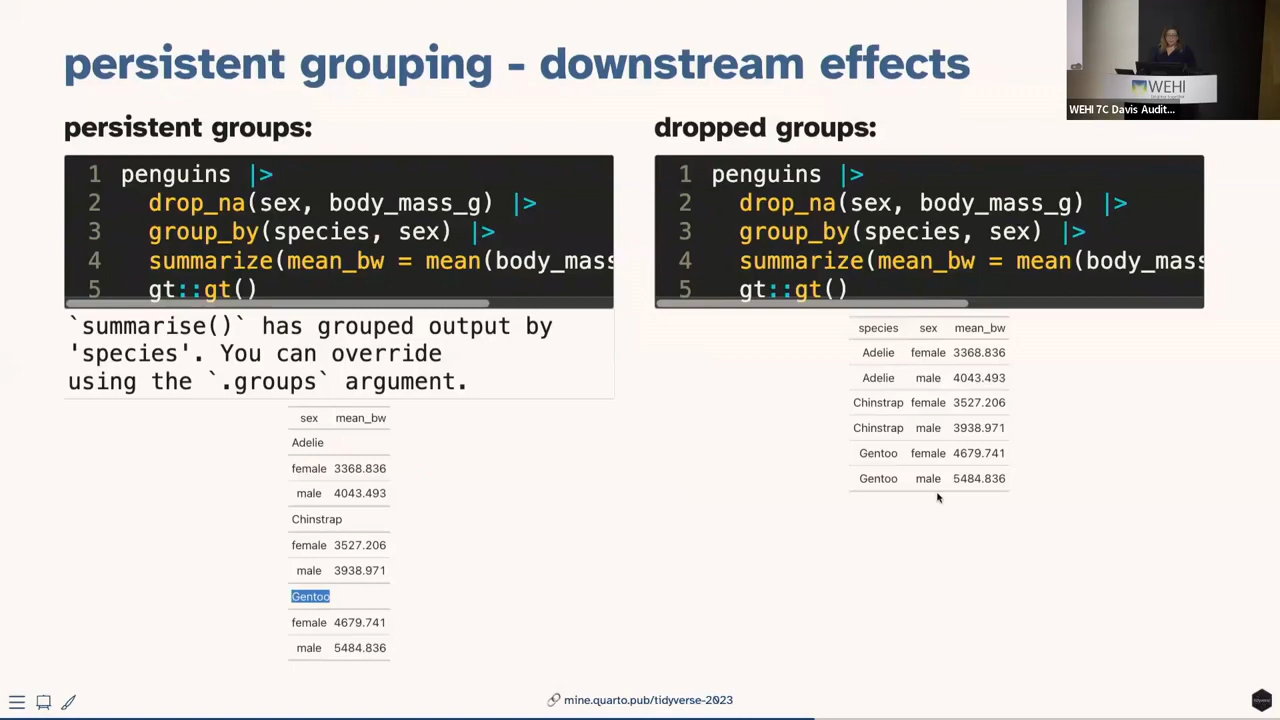 persistent grouping - downstream effects
WEHI
WEHI 7C Davis Audit...
persistent groups:
1 penguins |>
2 drop_na(sex, body_mass_g) |>
3 group_by(species, sex) |>
4 summarize(mean_bw = mean(body_mass
5 gt::gt()
`summarise()` has grouped output by
'species'. You can override
using the `.groups` argument.
sex mean_bw
Adelie
female 3368.836
male 4043.493
Chinstrap
female 3527.206
male 3938.971
Gentoo
female 4679.741
male 5484.836
dropped groups:
1 penguins |>
2 drop_na(sex, body_mass_g) |>
3 group_by(species, sex) |>
4 summarize(mean_bw = mean(body_mass
5 gt::gt()
species sex mean_bw
Adelie female 3368.836
Adelie male 4043.493
Chinstrap female 3527.206
Chinstrap male 3938.971
Gentoo female 4679.741
Gentoo male 5484.836
mine.quarto.pub/tidyverse-2023
tidyverse